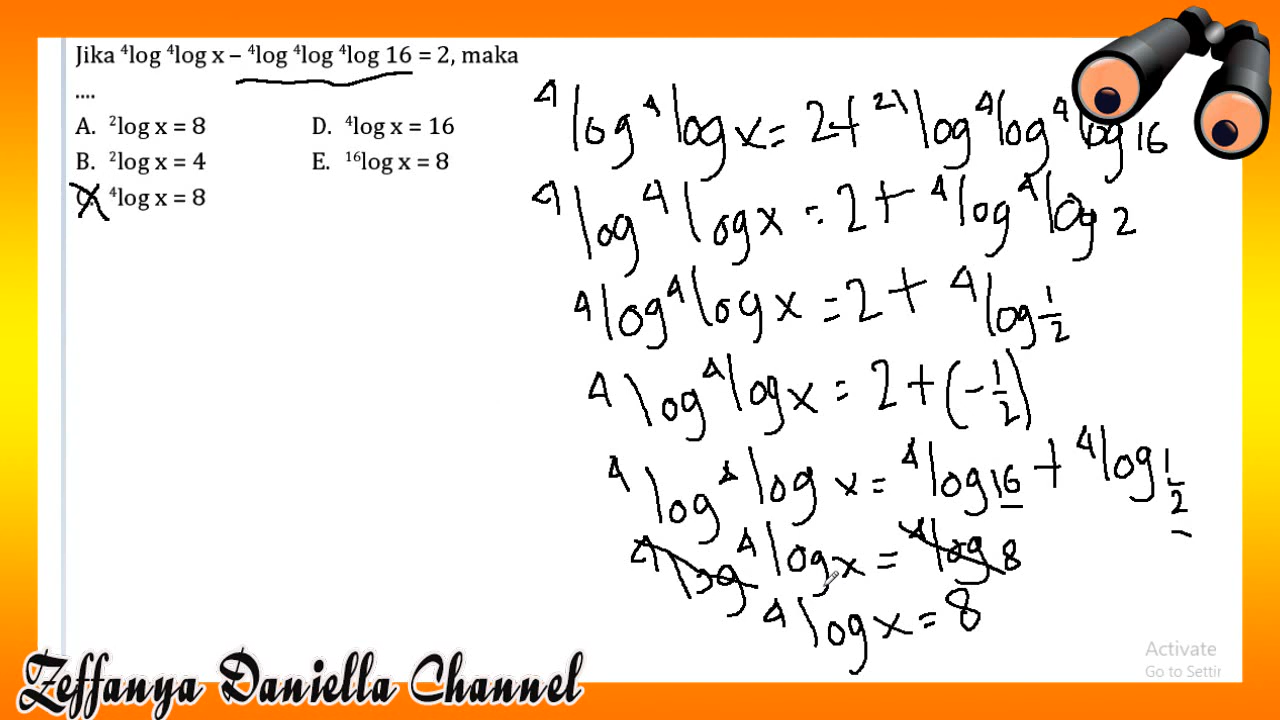 Jika ⁴log ⁴log x – ⁴log ⁴log ⁴log 16 = 2, maka
....
A. ²log x = 8
D. ⁴log x = 16
B. ²log x = 4
E. ¹⁶log x = 8
C. ⁴log x = 8
⁴log ⁴log x = 2 + ⁴log ⁴log ⁴log 16
⁴log ⁴log x = 2 + ⁴log ⁴log 2
⁴log ⁴log x = 2 + ⁴log 1/2
⁴log ⁴log x = 2 + (-1/2)
⁴log ⁴log x = ⁴log 16 + ⁴log 1/2
⁴log ⁴log x = ⁴log 8
⁴log x = 8
Activate
Go to Settin
Zeffanya Daniella Channel